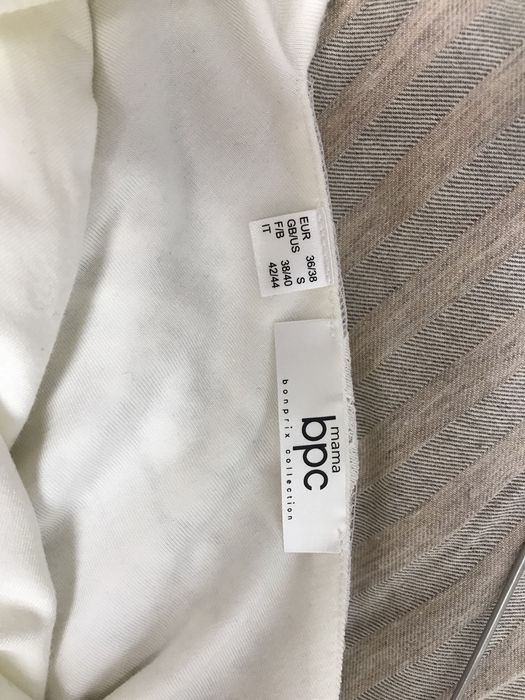 EUR 36/38
GB/US S
F/B 38/40
IT 42/44
mama
bpc
bonprix collection